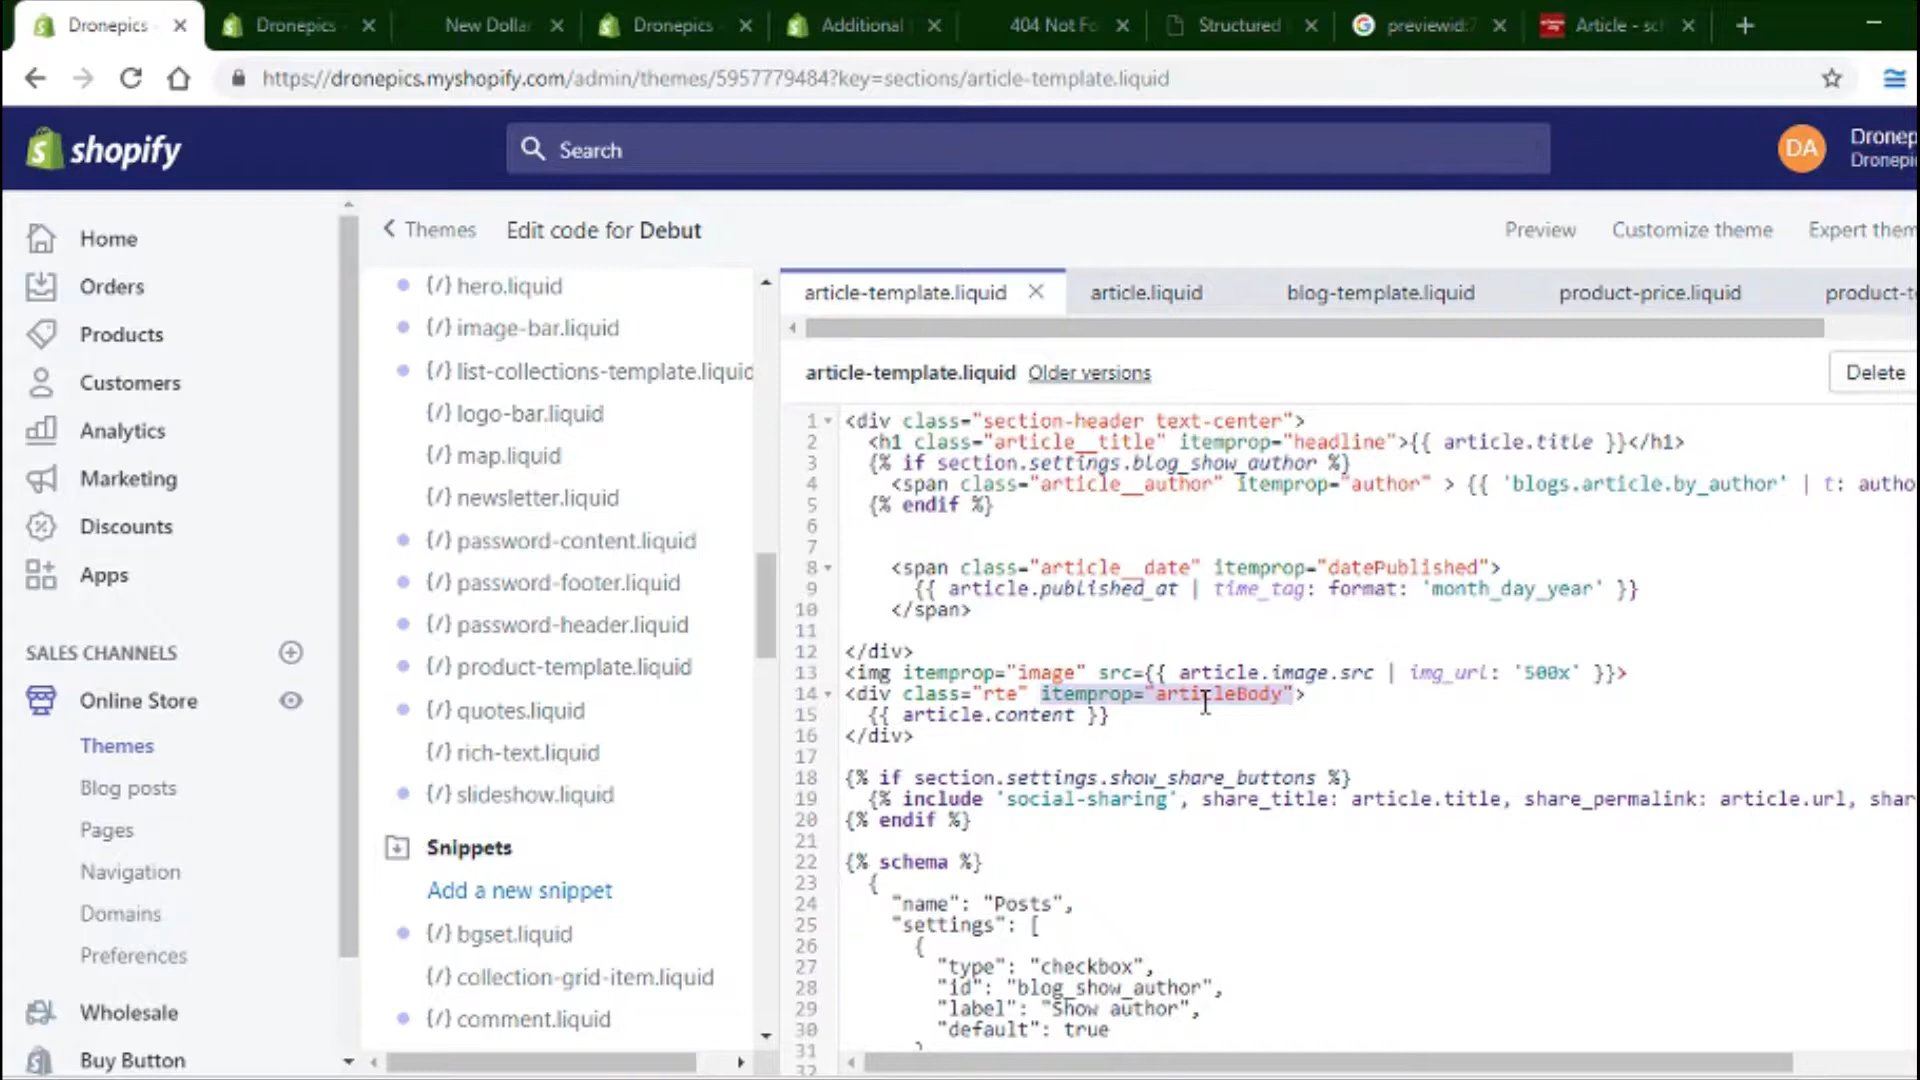 Dronepics
Dronepics
New Dolla
Dronepics
Additional
404 Not Fo
Structured
previewid:
Article - sc
https://dronepics.myshopify.com/admin/themes/5957779484?key=sections/article-template.liquid
shopify
Search
DA
Dronep
Dronepi
Home
Orders
Products
Customers
Analytics
Marketing
Discounts
Apps
SALES CHANNELS
Online Store
Themes
Blog posts
Pages
Navigation
Domains
Preferences
Wholesale
Buy Button
Themes
Edit code for Debut
Preview
Customize theme
Expert them
{/} hero.liquid
{/} image-bar.liquid
{/} list-collections-template.liquid
{/} logo-bar.liquid
{/} map.liquid
{/} newsletter.liquid
{/} password-content.liquid
{/} password-footer.liquid
{/} password-header.liquid
{/} product-template.liquid
{/} quotes.liquid
{/} rich-text.liquid
{/} slideshow.liquid
Snippets
Add a new snippet
{/} bgset.liquid
{/} collection-grid-item.liquid
{/} comment.liquid
article-template.liquid
article.liquid
blog-template.liquid
product-price.liquid
product-t
article-template.liquid Older versions
Delete
1 <div class="section-header text-center">
2 <h1 class="article__title" itemprop="headline">{{ article.title }}</h1>
3 {% if section.settings.blog_show_author %}
4 <span class="article__author" itemprop="author" > {{ 'blogs.article.by_author' | t: autho
5 {% endif %}
6
7
8 <span class="article__date" itemprop="datePublished">
9 {{ article.published_at | time_tag: format: 'month_day_year' }}
10 </span>
11
12 </div>
13 <img itemprop="image" src={{ article.image.src | img_url: '500x' }}>
14 <div class="rte" itemprop="articleBody">
15 {{ article.content }}
16 </div>
17
18 {% if section.settings.show_share_buttons %}
19 {% include 'social-sharing', share_title: article.title, share_permalink: article.url, shar
20 {% endif %}
21
22 {% schema %}
23 {
24 "name": "Posts",
25 "settings": [
26 {
27 "type": "checkbox",
28 "id": "blog_show_author",
29 "label": "Show author",
30 "default": true
31
32